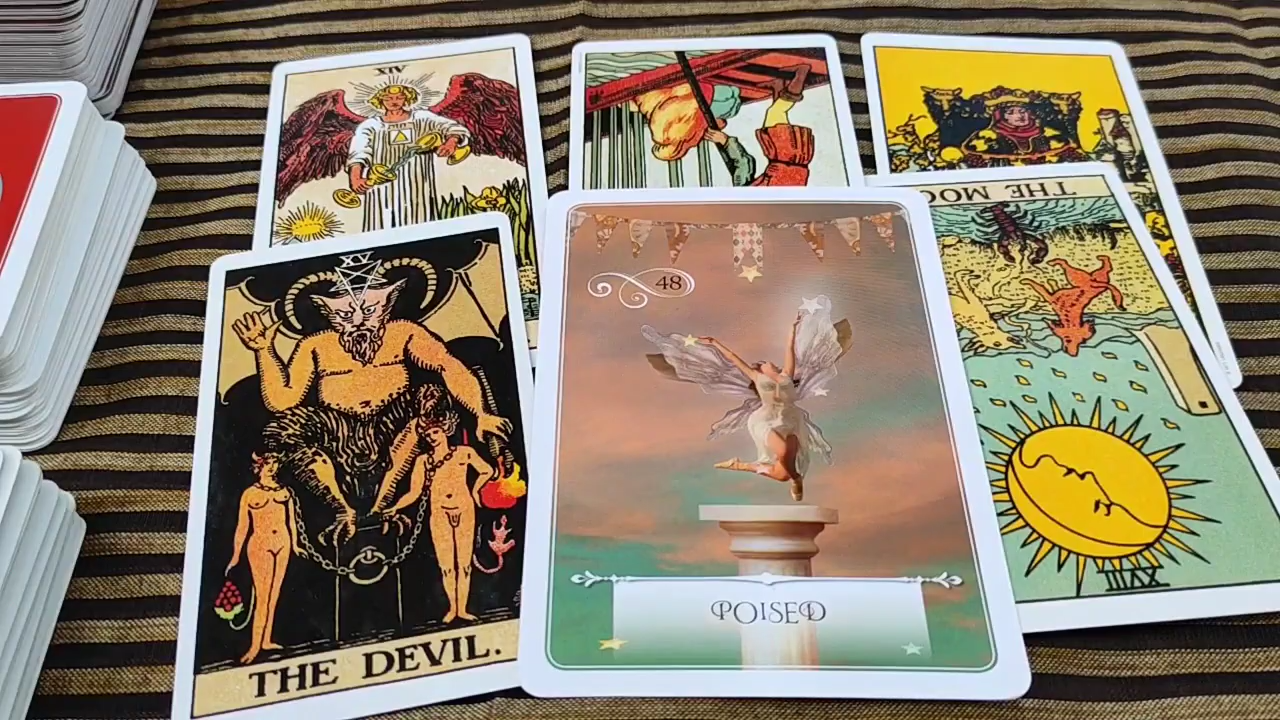 XIV
THE MOO
XV
48
XVIII
POISED
THE DEVIL.